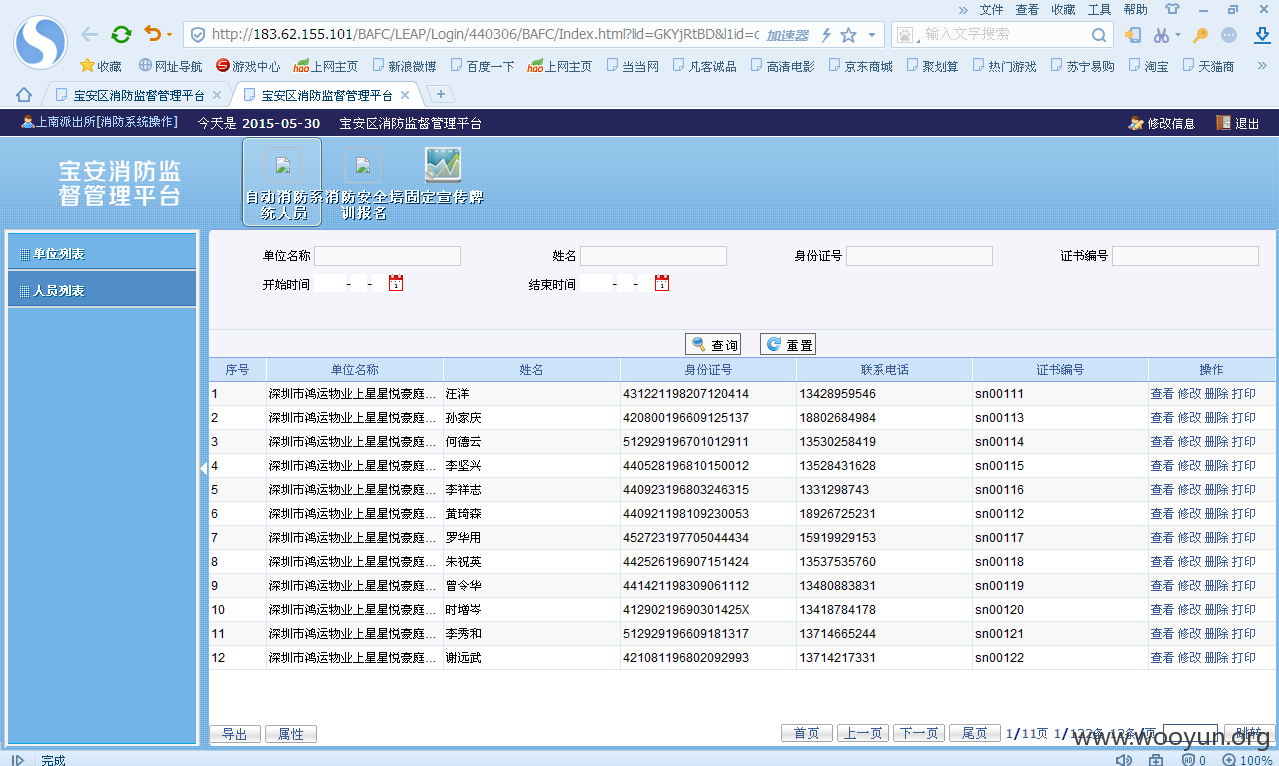 » 文件 查看 收藏 工具 帮助
http://183.62.155.101/BAFC/LEAP/Login/440306/BAFC/Index.html?lid=GKYjRtBD&l1id=c 加速器 输入文字搜索
收藏 网址导航 游戏中心 hao上网主页 新浪微博 百度一下 hao上网主页 当当网 凡客诚品 高清电影 京东商城 聚划算 热门游戏 苏宁易购 淘宝 天猫商 »
宝安区消防监督管理平台 × 宝安区消防监督管理平台 × +
上南派出所[消防系统操作] 今天是 2015-05-30 宝安区消防监督管理平台 修改信息 退出
宝安消防监
督管理平台
自动消防系
统人员
消防安全培
训报名
固定宣传牌
单位列表
人员列表
单位名称 姓名 身份证号 证书编号
开始时间 - - 结束时间 - -
查询 重置
序号 单位名称 姓名 身份证号 联系电话 证书编号 操作
1 深圳市鸿运物业上星星悦豪庭... 汪洋 431221198207120414 13428959546 sn00111 查看 修改 删除 打印
2 深圳市鸿运物业上星星悦豪庭... 孙家庆 420800196609125137 18802684984 sn00113 查看 修改 删除 打印
3 深圳市鸿运物业上星星悦豪庭... 何德云 512929196701012911 13530258419 sn00114 查看 修改 删除 打印
4 深圳市鸿运物业上星星悦豪庭... 李坚兴 440528196810150012 13528431628 sn00115 查看 修改 删除 打印
5 深圳市鸿运物业上星星悦豪庭... 李祥志 440923196803246315 1331298743 sn00116 查看 修改 删除 打印
6 深圳市鸿运物业上星星悦豪庭... 黄琦森 440921198109230053 18926725231 sn00112 查看 修改 删除 打印
7 深圳市鸿运物业上星星悦豪庭... 罗华用 452723197705044434 15919929153 sn00117 查看 修改 删除 打印
8 深圳市鸿运物业上星星悦豪庭... 朱祝英 442526196907151424 13537535760 sn00118 查看 修改 删除 打印
9 深圳市鸿运物业上星星悦豪庭... 曾令华 441421198309061112 13480883831 sn00119 查看 修改 删除 打印
10 深圳市鸿运物业上星星悦豪庭... 时增岑 41290219690301425X 13418784178 sn00120 查看 修改 删除 打印
11 深圳市鸿运物业上星星悦豪庭... 李秀和 512929196609181317 13714665244 sn00121 查看 修改 删除 打印
12 深圳市鸿运物业上星星悦豪庭... 谢远武 421081196802092993 13714217331 sn00122 查看 修改 删除 打印
导出 属性 首页 上一页 下一页 尾页 1/11页
www.wooyun.org
完成 0 100%